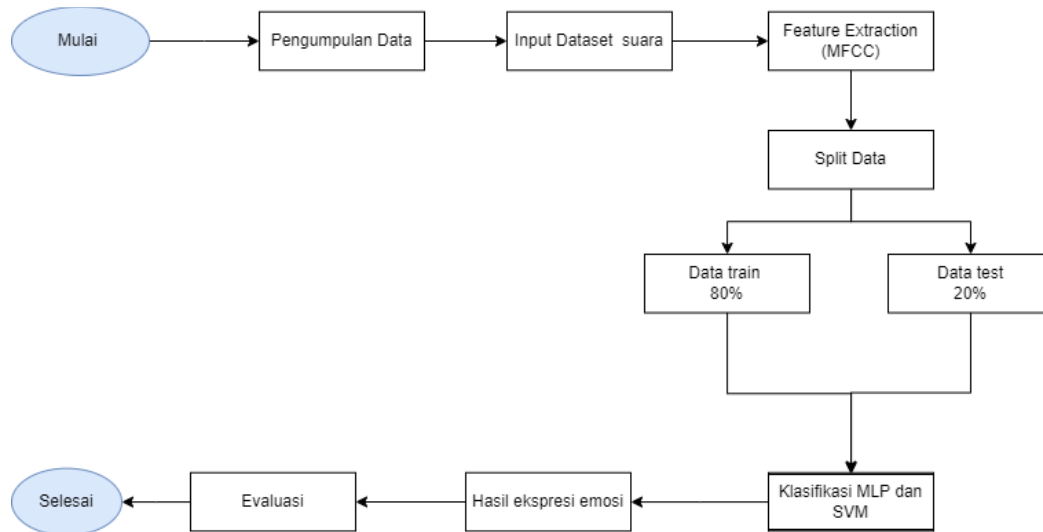 Mulai
Pengumpulan Data
Input Dataset suara
Feature Extraction
(MFCC)
Split Data
Data train
80%
Data test
20%
Klasifikasi MLP dan
SVM
Hasil ekspresi emosi
Evaluasi
Selesai